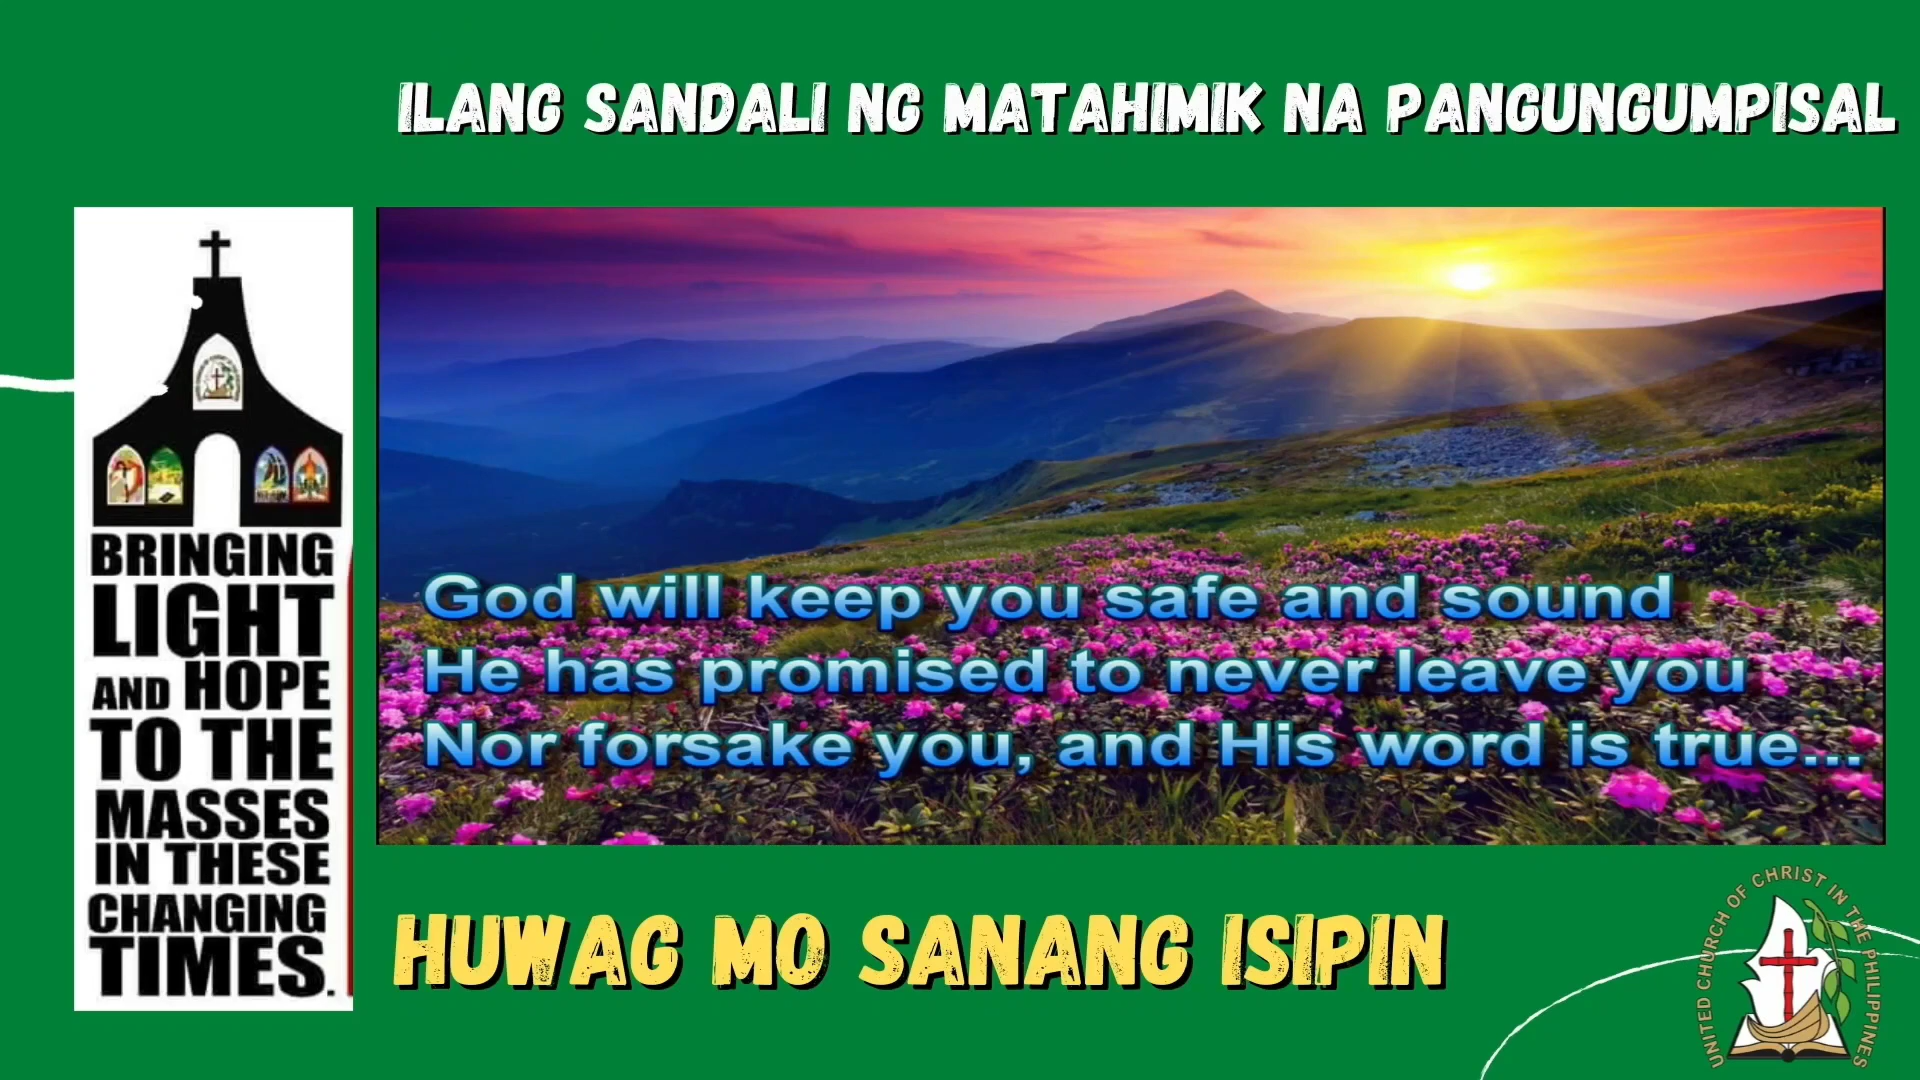 ILANG SANDALI NG MATAHIMIK NA PANGUNGUMPISAL
BRINGING
LIGHT
AND HOPE
TO THE
MASSES
IN THESE
CHANGING
TIMES.
God will keep you safe and sound
He has promised to never leave you
Nor forsake you, and His word is true...
HUWAG MO SANANG ISIPIN
UNITED CHURCH OF CHRIST IN THE PHILIPPINES